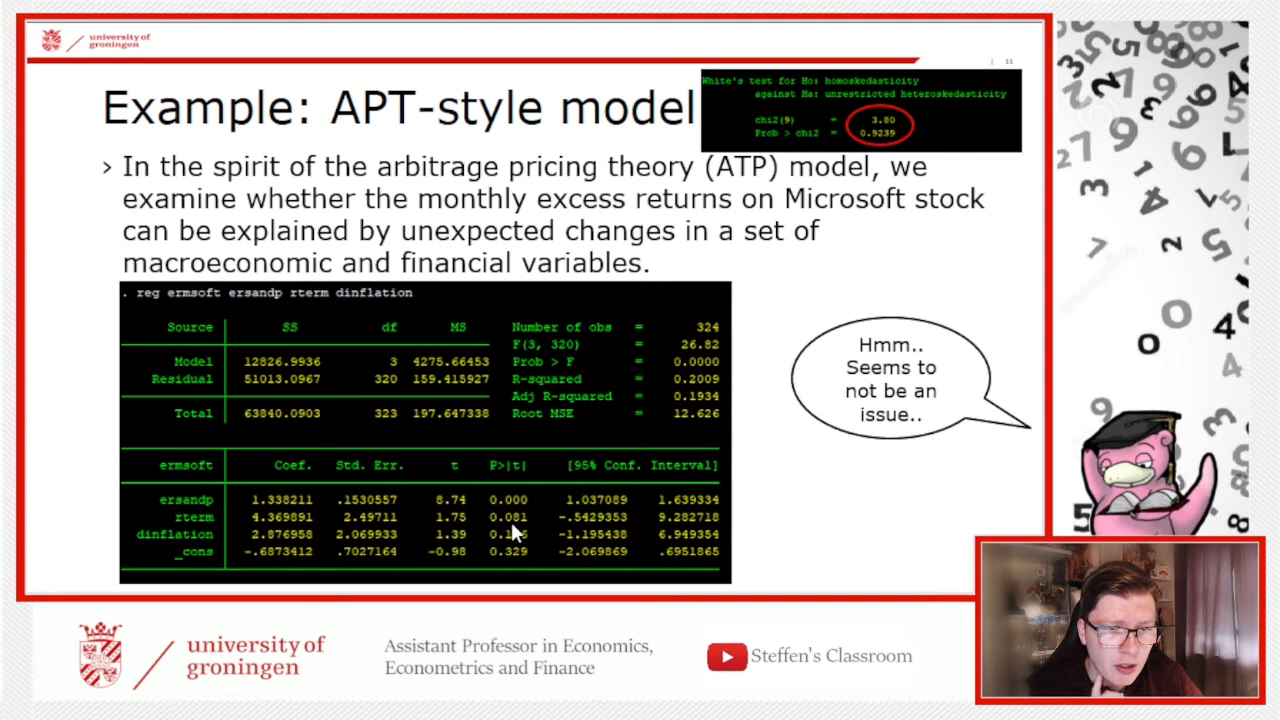 university of
groningen
| 11
Example: APT-style model
White's test for Ho: homoskedasticity
against Ha: unrestricted heteroskedasticity
chi2(9) = 3.80
Prob > chi2 = 0.9239
› In the spirit of the arbitrage pricing theory (ATP) model, we
examine whether the monthly excess returns on Microsoft stock
can be explained by unexpected changes in a set of
macroeconomic and financial variables.
. reg ermsoft ersandp rterm dinflation
Source SS df MS Number of obs = 324
F(3, 320) = 26.82
Model 12826.9936 3 4275.66453 Prob > F = 0.0000
Residual 51013.0967 320 159.415927 R-squared = 0.2009
Adj R-squared = 0.1934
Total 63840.0903 323 197.647338 Root MSE = 12.626
ermsoft Coef. Std. Err. t P>|t| [95% Conf. Interval]
ersandp 1.338211 .1530557 8.74 0.000 1.037089 1.639334
rterm 4.369891 2.49711 1.75 0.081 -.5429353 9.282718
dinflation 2.876958 2.069933 1.39 -1.195438 6.949354
_cons -.6873412 .7027164 -0.98 0.329 -2.069869 .6951865
Hmm..
Seems to
not be an
issue..
university of
groningen
Assistant Professor in Economics,
Econometrics and Finance
Steffen's Classroom